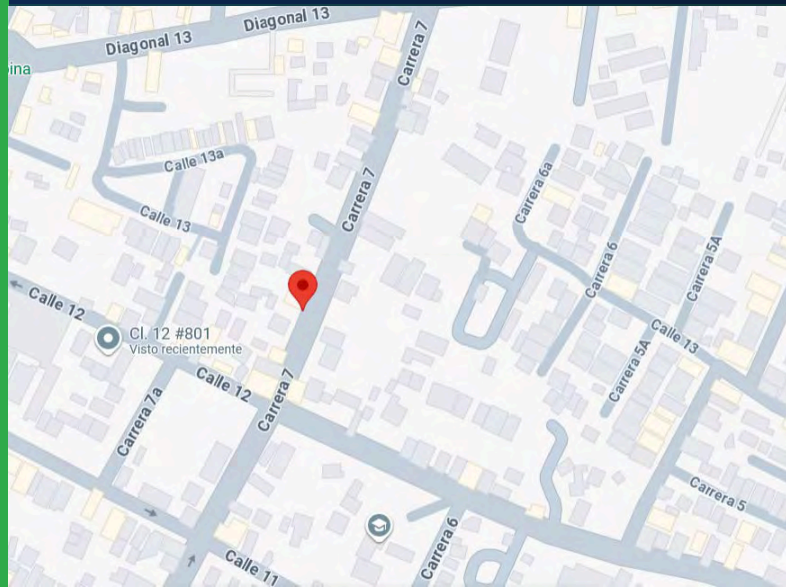 Diagonal 13
Diagonal 13
Carrera 7
Calle 13a
Carrera 6a
Carrera 7
Calle 13
Carrera 6
Carrera 5A
Calle 12
Cl. 12 #801
Visto recientemente
Calle 13
Carrera 5A
Calle 12
Carrera 7
Carrera 7a
Carrera 5
Carrera 6
Calle 11